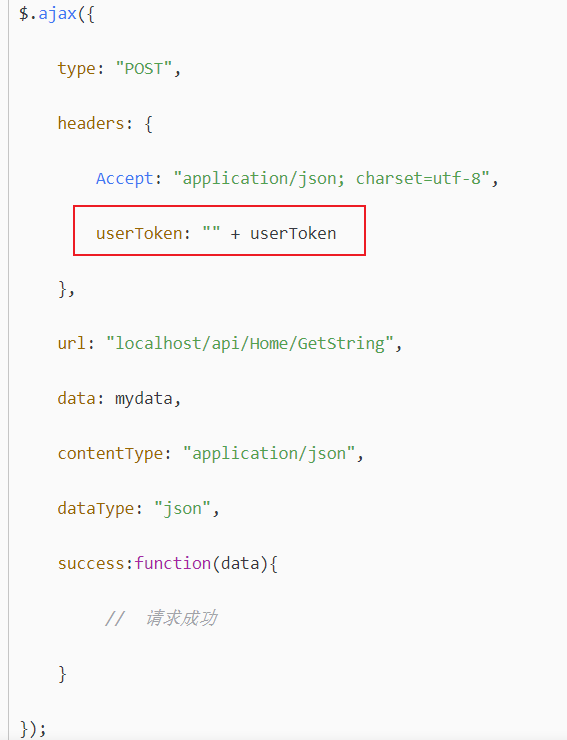 $.ajax({
type: "POST",
headers: {
Accept: "application/json; charset=utf-8",
userToken: "" + userToken
},
url: "localhost/api/Home/GetString",
data: mydata,
contentType: "application/json",
dataType: "json",
success:function(data){
// 请求成功
}
});